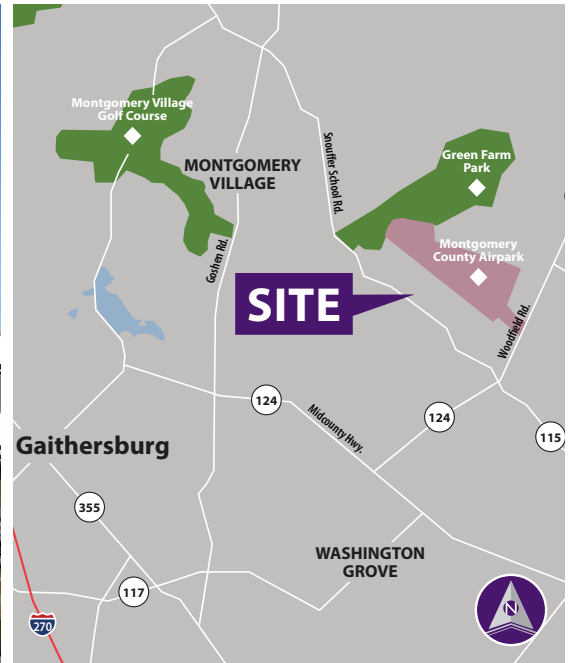 Montgomery Village
Golf Course
MONTGOMERY
VILLAGE
Snouffer School Rd.
Green Farm
Park
Montgomery
County Airpark
Goshen Rd.
SITE
Woodfield Rd.
124
Midcounty Hwy.
124
115
Gaithersburg
355
WASHINGTON
GROVE
117
270
N